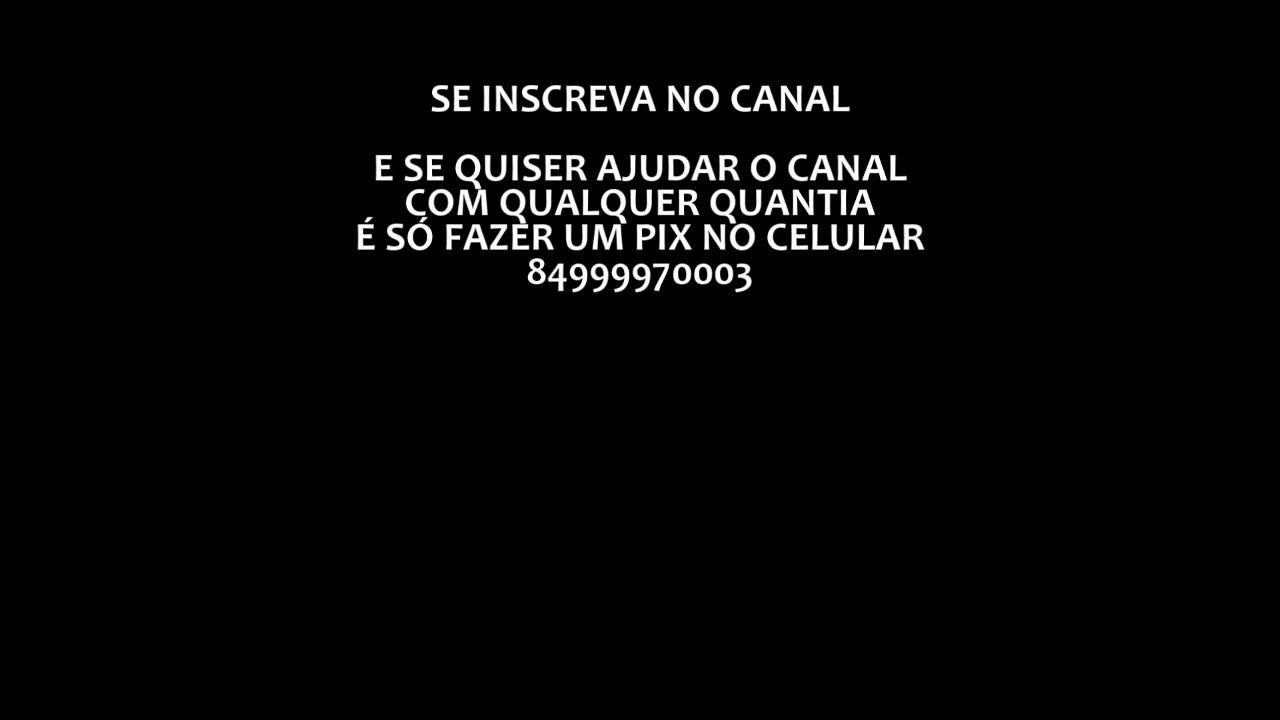 SE INSCREVA NO CANAL
E SE QUISER AJUDAR O CANAL
COM QUALQUER QUANTIA
É SÓ FAZER UM PIX NO CELULAR
84999970003